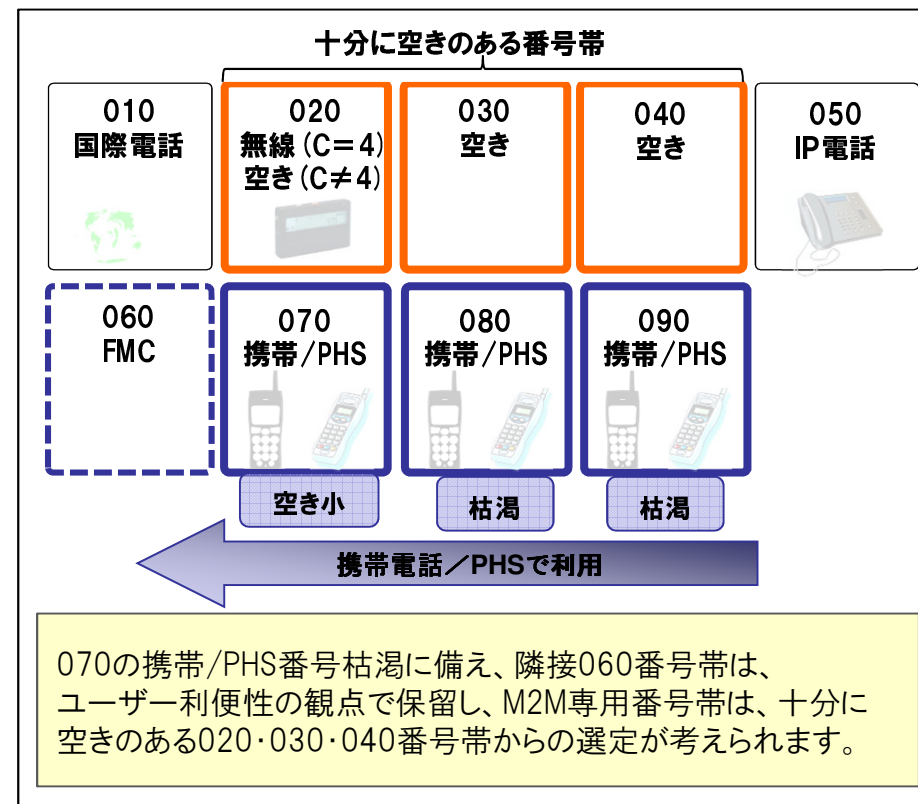 十分に空きのある番号帯
010
国際電話
020
無線(C=4)
空き(C≠4)
030
空き
040
空き
050
IP電話
060
FMC
070
携帯/PHS
080
携帯/PHS
090
携帯/PHS
空き小
枯渇
枯渇
携帯電話/PHSで利用
070の携帯/PHS番号枯渇に備え、隣接060番号帯は、
ユーザー利便性の観点で保留し、M2M専用番号帯は、十分に
空きのある020・030・040番号帯からの選定が考えられます。